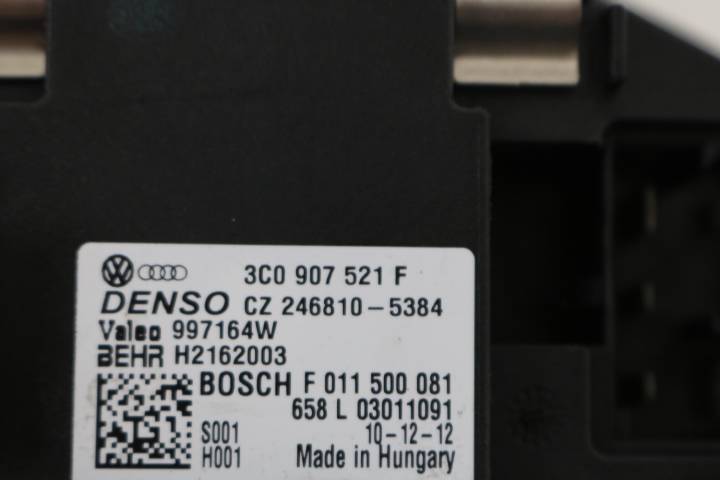 3C0 907 521 F
DENSO CZ 246810-5384
Valeo 997164W
BEHR H2162003
BOSCH F 011 500 081
658 L 03011091
S001 10-12-12
H001 Made in Hungary